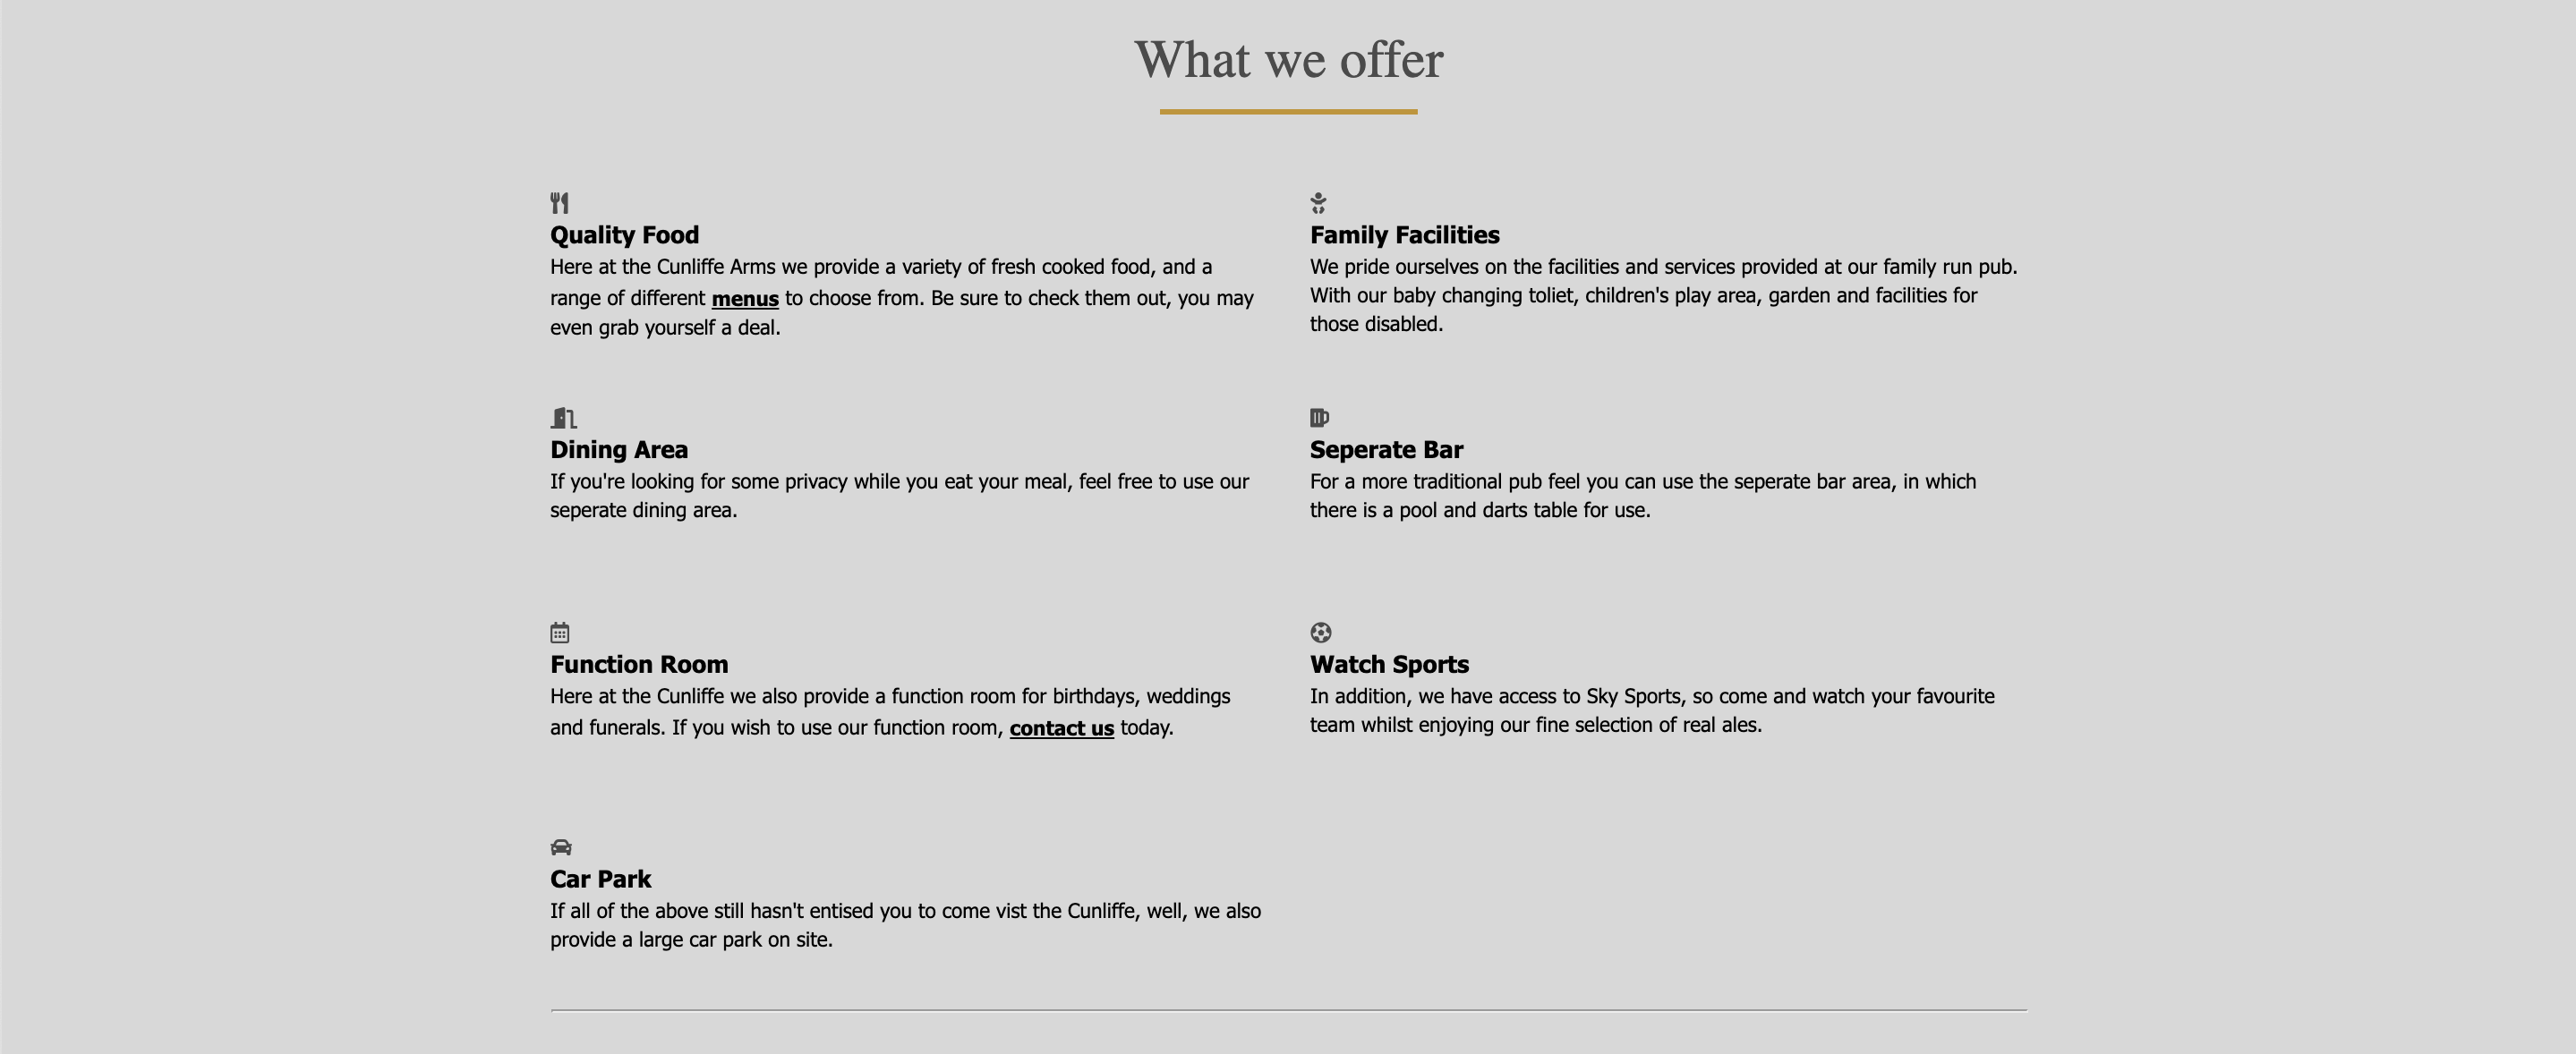 What we offer
Quality Food
Here at the Cunliffe Arms we provide a variety of fresh cooked food, and a
range of different menus to choose from. Be sure to check them out, you may
even grab yourself a deal.
Family Facilities
We pride ourselves on the facilities and services provided at our family run pub.
With our baby changing toliet, children's play area, garden and facilities for
those disabled.
Dining Area
If you're looking for some privacy while you eat your meal, feel free to use our
seperate dining area.
Seperate Bar
For a more traditional pub feel you can use the seperate bar area, in which
there is a pool and darts table for use.
Function Room
Here at the Cunliffe we also provide a function room for birthdays, weddings
and funerals. If you wish to use our function room, contact us today.
Watch Sports
In addition, we have access to Sky Sports, so come and watch your favourite
team whilst enjoying our fine selection of real ales.
Car Park
If all of the above still hasn't entised you to come vist the Cunliffe, well, we also
provide a large car park on site.